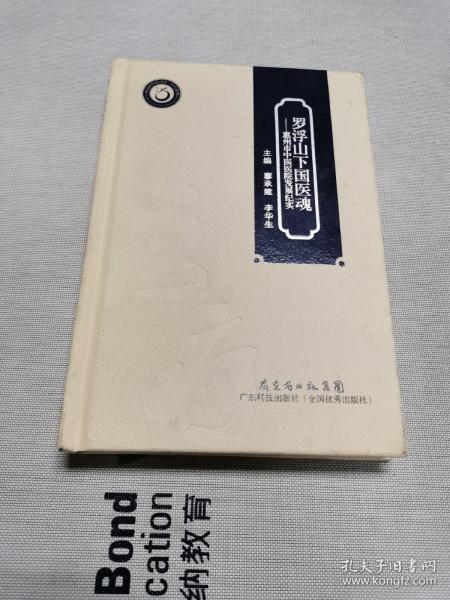 罗浮山下国医魂
——惠州市中医医院发展纪实
主编 廖承建 李华生
广东省出版集团
广东科技出版社(全国优秀出版社)
Bond
cation
纳教育
孔夫子旧书网
www.kongfz.com